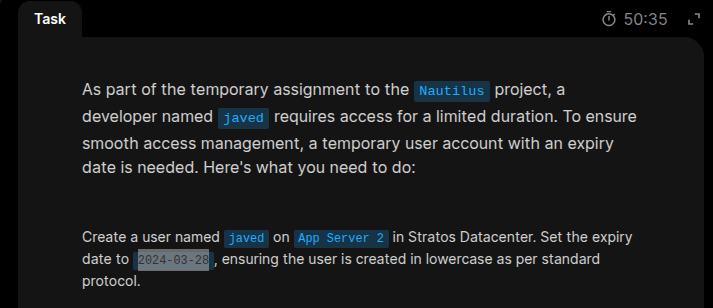 Task
50:35
As part of the temporary assignment to the Nautilus project, a
developer named javed requires access for a limited duration. To ensure
smooth access management, a temporary user account with an expiry
date is needed. Here's what you need to do:
Create a user named javed on App Server 2 in Stratos Datacenter. Set the expiry
date to 2024-03-28, ensuring the user is created in lowercase as per standard
protocol.